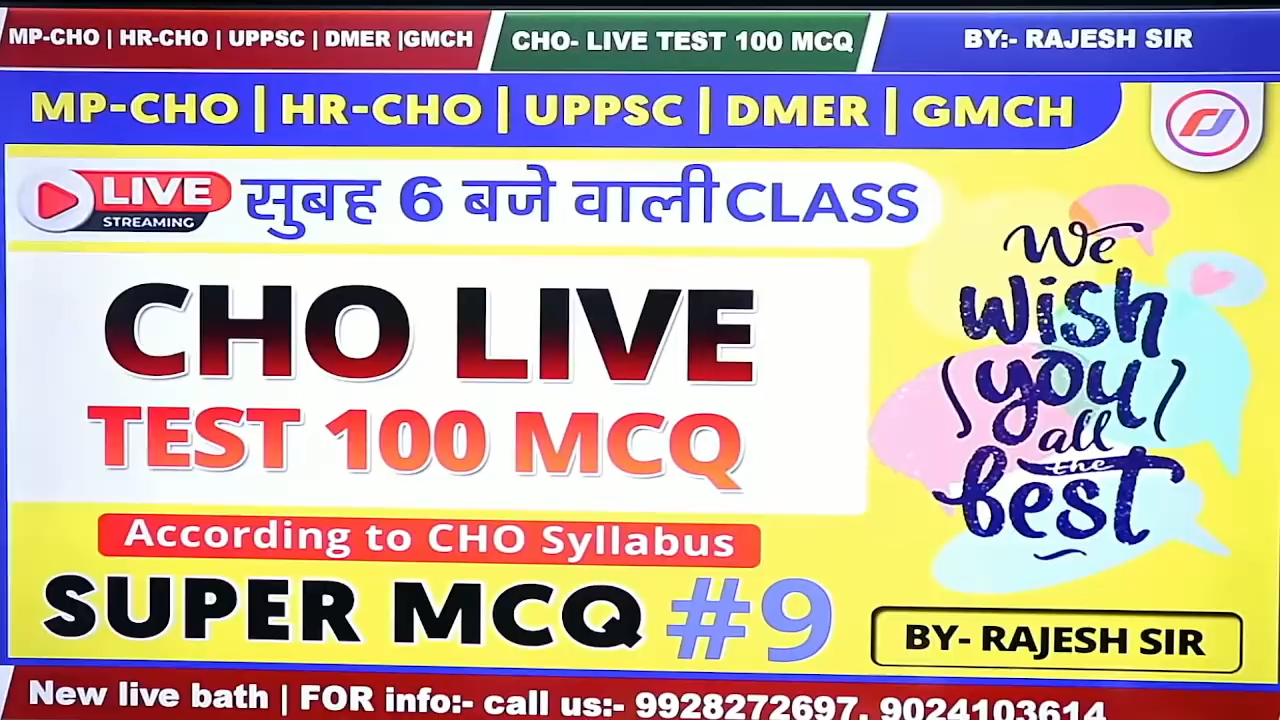 MP-CHO | HR-CHO | UPPSC | DMER |GMCH
CHO- LIVE TEST 100 MCQ
BY:- RAJESH SIR
MP-CHO | HR-CHO | UPPSC | DMER | GMCH
LIVE
STREAMING
सुबह 6 बजे वाली CLASS
CHO LIVE
TEST 100 MCQ
According to CHO Syllabus
SUPER MCQ #9
We
wish
you
all
the
best
BY- RAJESH SIR
New live bath | FOR info:- call us:- 9928272697, 9024103614